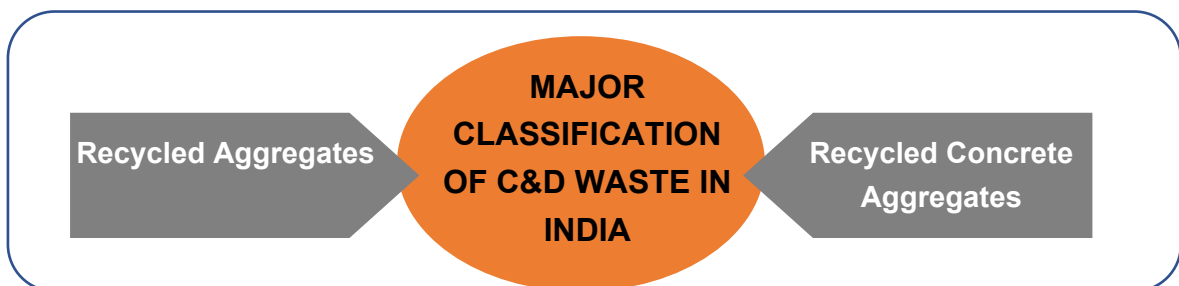 Recycled Aggregates
MAJOR
CLASSIFICATION
OF C&D WASTE IN
INDIA
Recycled Concrete
Aggregates